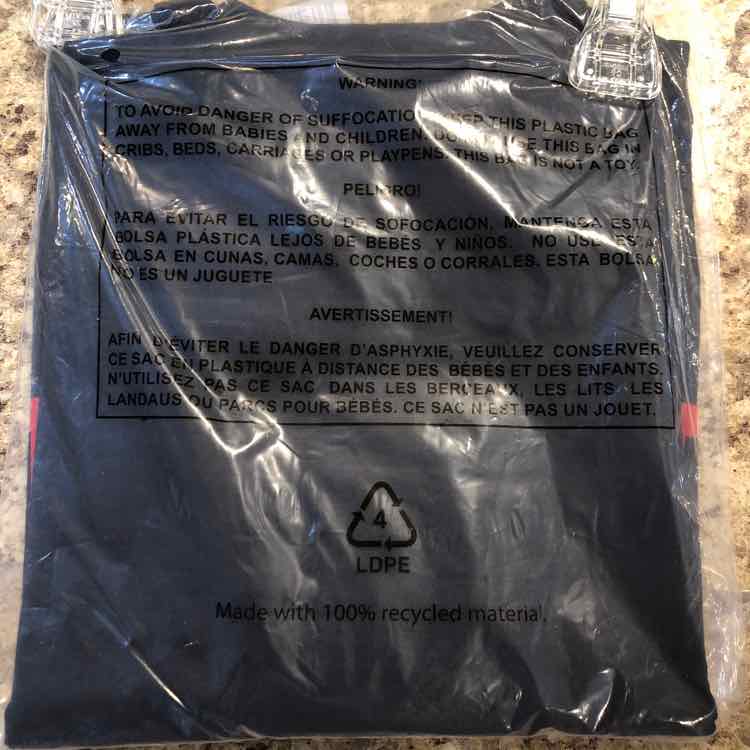 WARNING!
TO AVOID DANGER OF SUFFOCATION, KEEP THIS PLASTIC BAG
AWAY FROM BABIES AND CHILDREN. DO NOT USE THIS BAG IN
CRIBS, BEDS, CARRIAGES OR PLAYPENS. THIS BAG IS NOT A TOY.
PELIGRO!
PARA EVITAR EL RIESGO DE SOFOCACIÓN, MANTENGA ESTA
BOLSA PLÁSTICA LEJOS DE BEBÉS Y NIÑOS. NO USE ESTA
BOLSA EN CUNAS, CAMAS, COCHES O CORRALES. ESTA BOLSA
NO ES UN JUGUETE
AVERTISSEMENT!
AFIN D'ÉVITER LE DANGER D'ASPHYXIE, VEUILLEZ CONSERVER
CE SAC EN PLASTIQUE À DISTANCE DES BÉBÉS ET DES ENFANTS.
N'UTILISEZ PAS CE SAC DANS LES BERCEAUX, LES LITS, LES
LANDAUS OU PARCS POUR BÉBÉS. CE SAC N'EST PAS UN JOUET.
4
LDPE
Made with 100% recycled material.